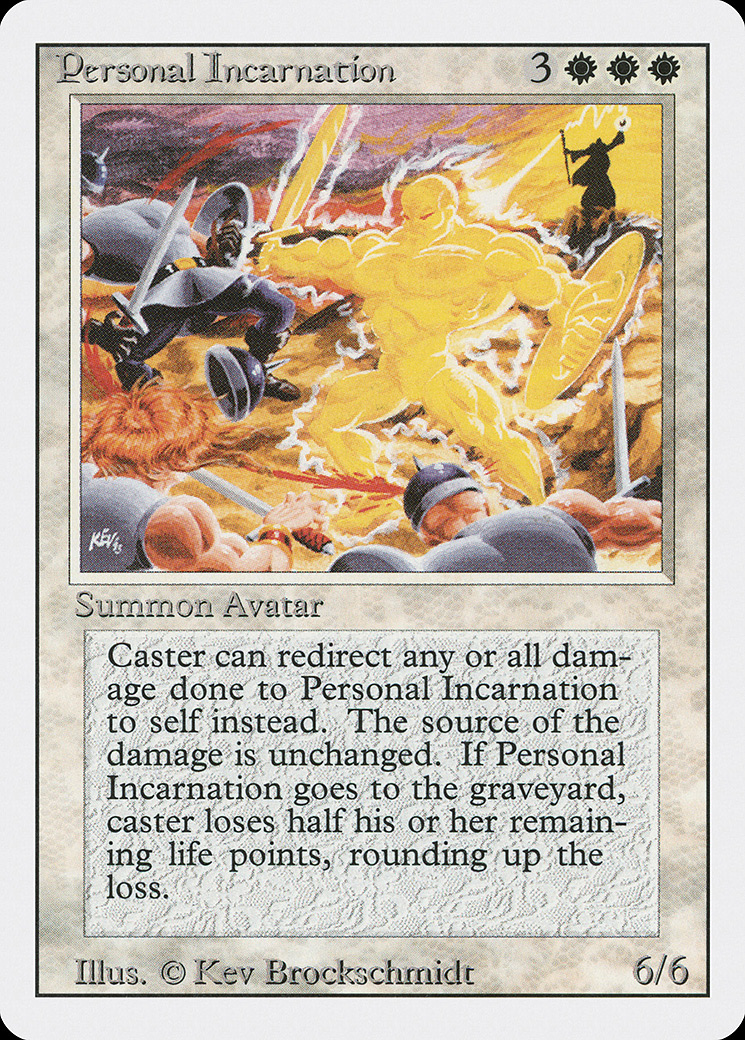 Personal Incarnation 3
KEV 93
Summon Avatar
Caster can redirect any or all dam-
age done to Personal Incarnation
to self instead. The source of the
damage is unchanged. If Personal
Incarnation goes to the graveyard,
caster loses half his or her remain-
ing life points, rounding up the
loss.
Illus. © Kev Brockschmidt 6/6